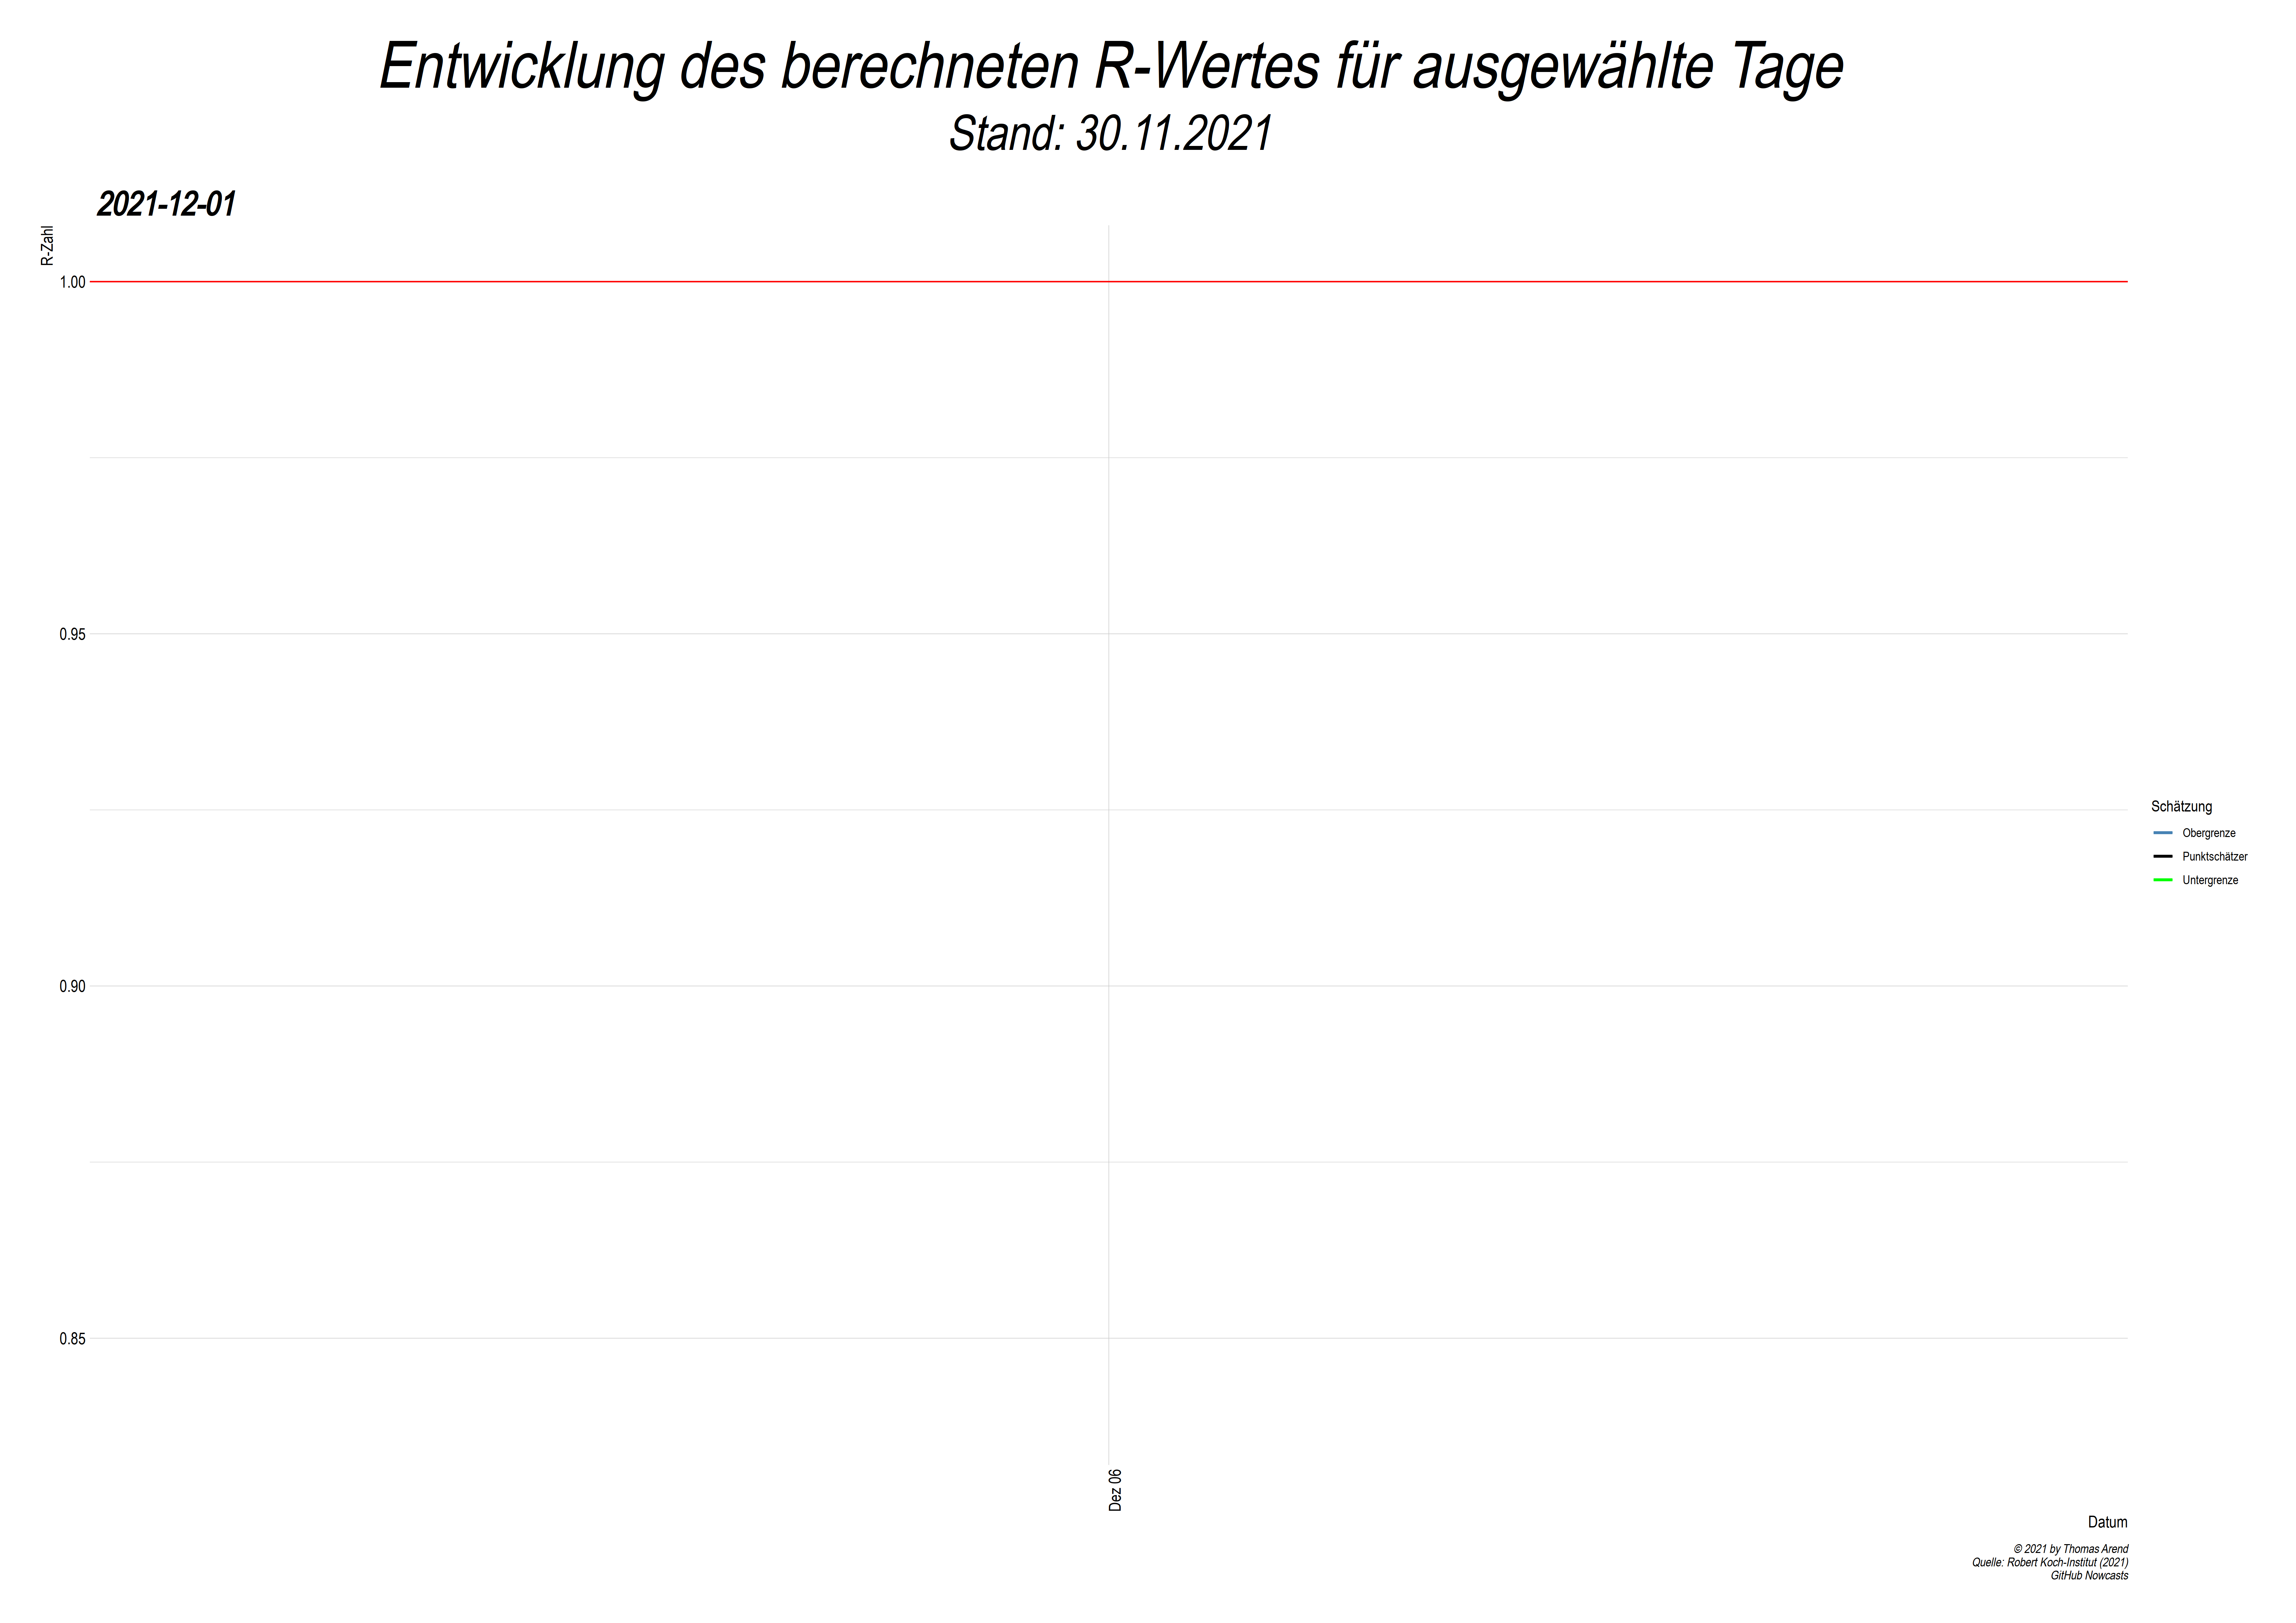 Entwicklung des berechneten R-Wertes für ausgewählte Tage
Stand: 30.11.2021
2021-12-01
R-Zahl
1.00
0.95
0.90
0.85
Dez 06
Datum
Schätzung
Obergrenze
Punktschätzer
Untergrenze
© 2021 by Thomas Arend
Quelle: Robert Koch-Institut (2021)
GitHub Nowcasts